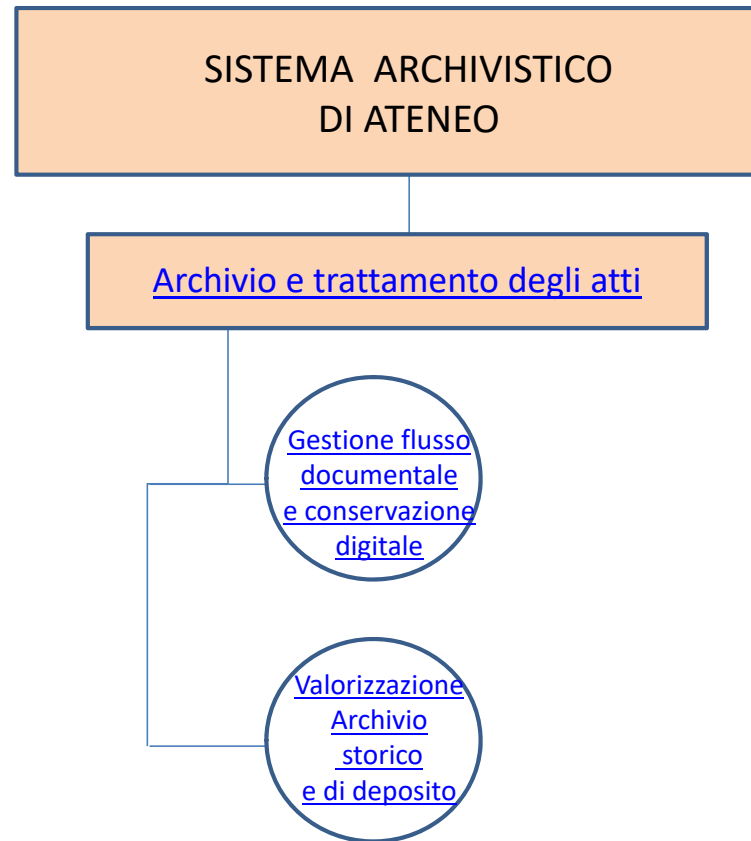 SISTEMA ARCHIVISTICO
DI ATENEO
Archivio e trattamento degli atti
Gestione flusso
documentale
e conservazione
digitale
Valorizzazione
Archivio
storico
e di deposito